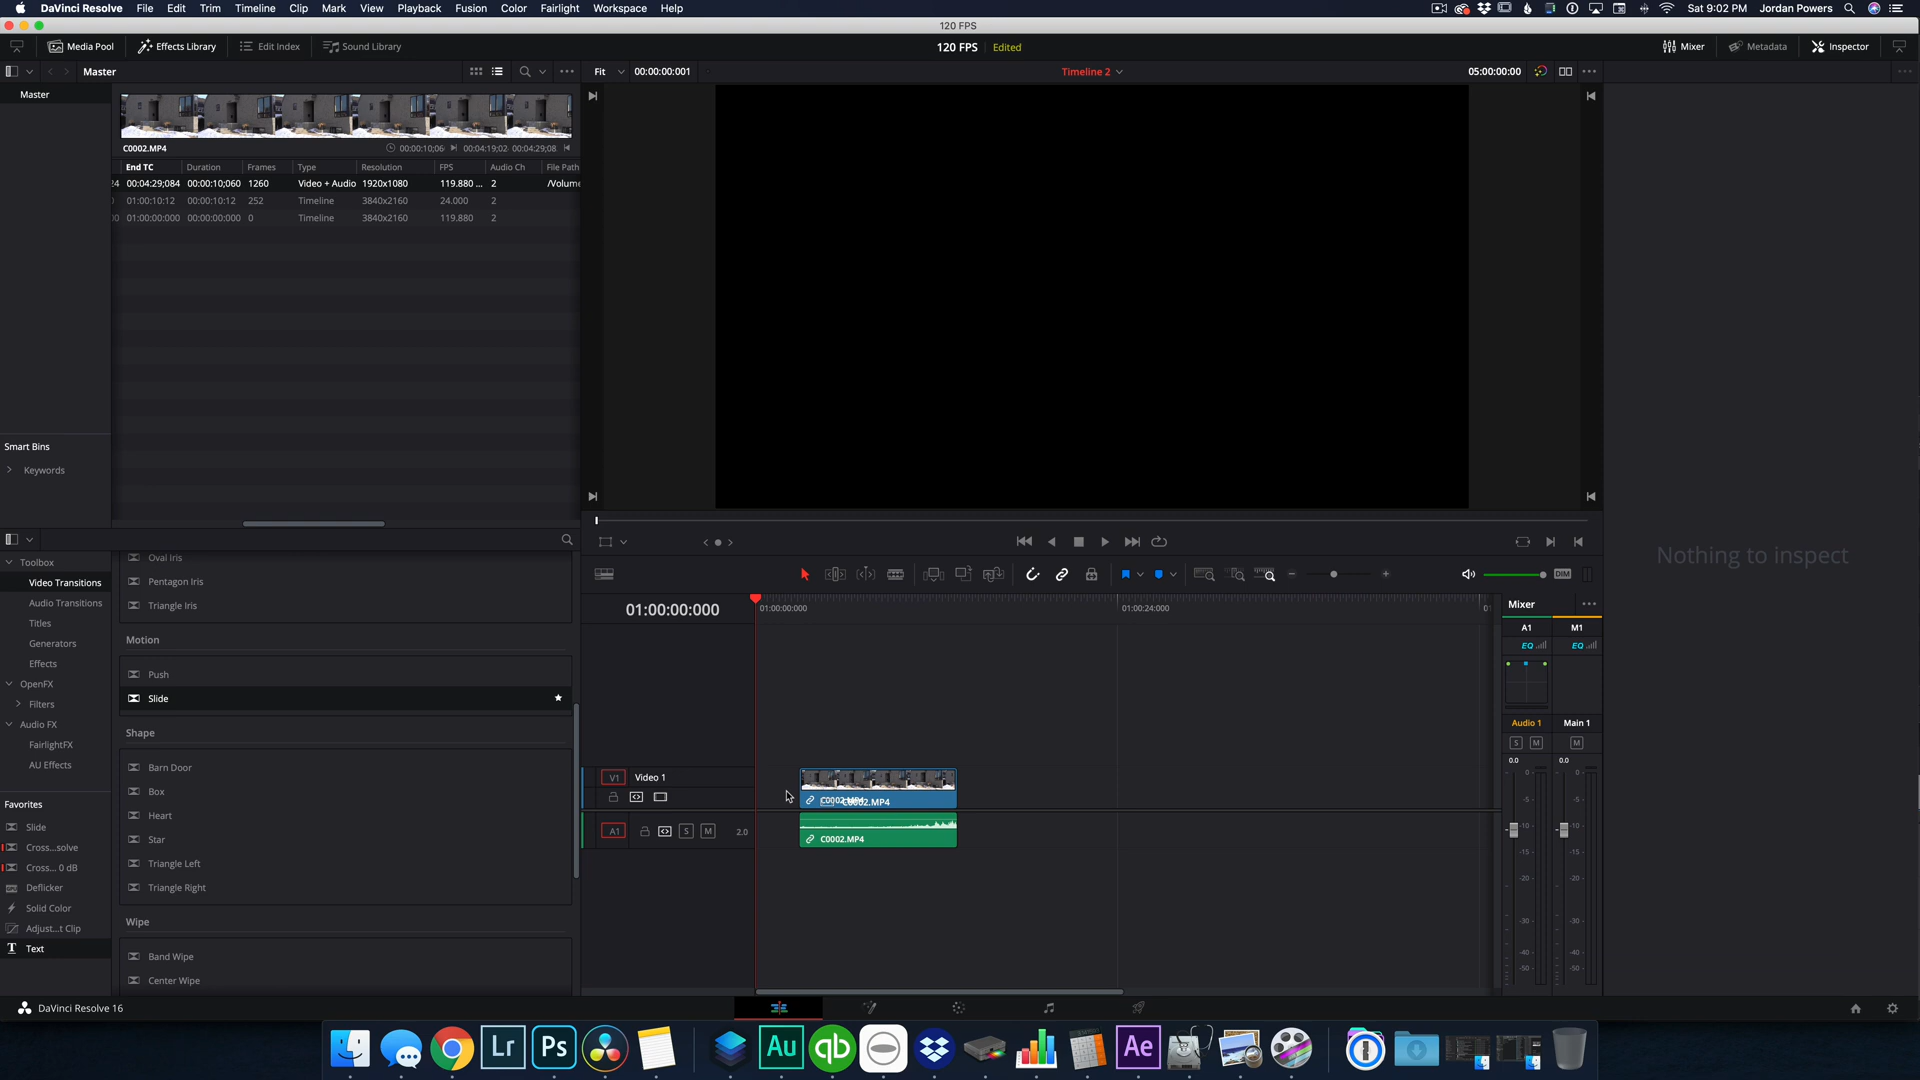 DaVinci Resolve File Edit Trim Timeline Clip Mark View Playback Fusion Color Fairlight Workspace Help Sat 9:02 PM Jordan Powers
120 FPS
Media Pool Effects Library Edit Index Sound Library 120 FPS Edited Mixer Metadata Inspector
Master Fit 00:00:00:001 Timeline 2 05:00:00:00
Master
C0002.MP4 00:00:10;06 00:04:19;02 00:04:29;08
End TC Duration Frames Type Resolution FPS Audio Ch File Path
24 00:04:29;084 00:00:10;060 1260 Video + Audio 1920x1080 119.880 ... 2 /Volume
01:00:10:12 00:00:10:12 252 Timeline 3840x2160 24.000 2
00 01:00:00:000 00:00:00:000 0 Timeline 3840x2160 119.880 2
Smart Bins
Keywords
Toolbox
Video Transitions
Audio Transitions
Titles
Generators
Effects
OpenFX
Filters
Audio FX
FairlightFX
AU Effects
Favorites
Slide
Cross...solve
Cross... 0 dB
Deflicker
Solid Color
Adjust...t Clip
Text
Oval Iris
Pentagon Iris
Triangle Iris
Motion
Push
Slide
Shape
Barn Door
Box
Heart
Star
Triangle Left
Triangle Right
Wipe
Band Wipe
Center Wipe
DIM
01:00:00:000 01:00:00:000 01:00:24:000
V1 Video 1
C0002.MP4
A1 S M 2.0 C0002.MP4
Nothing to inspect
Mixer
A1 M1
EQ EQ
Audio 1 Main 1
S M M
0.0 0.0
0 0
-5 -5
-10 -10
-15 -15
-20 -20
-30 -30
-40 -40
-50 -50
DaVinci Resolve 16
Lr Ps Au qb Ae